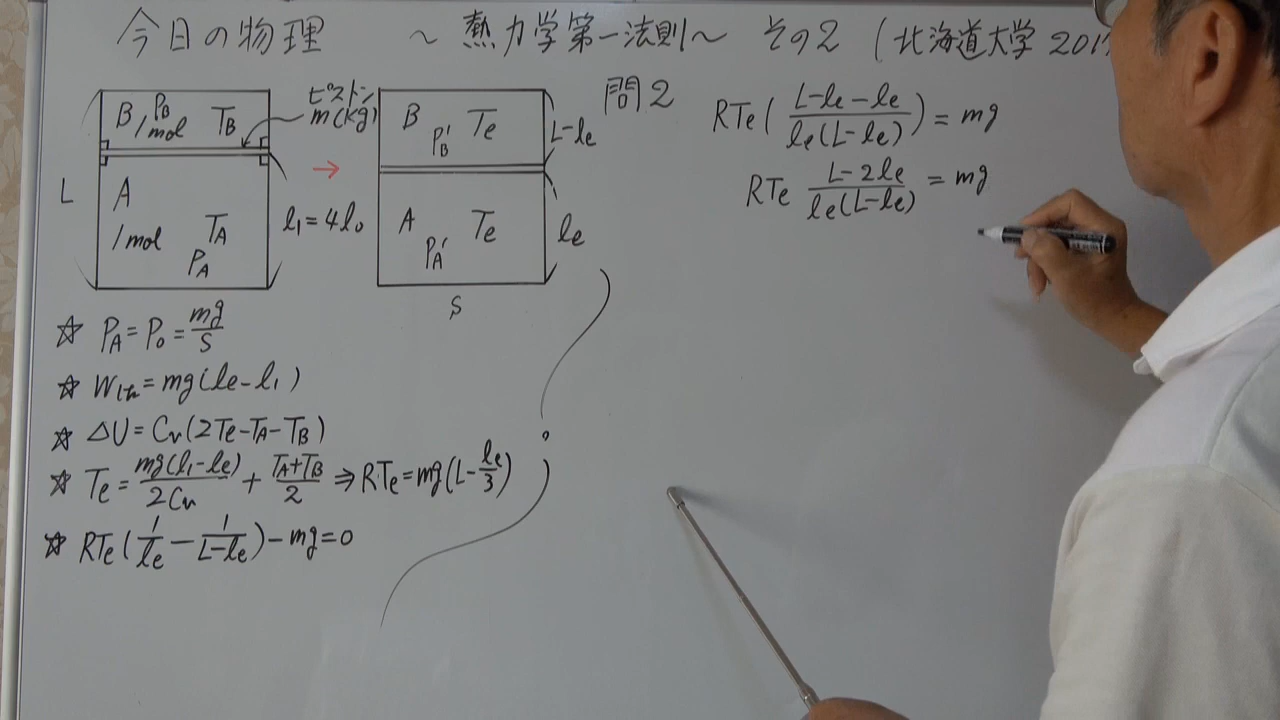 今日の物理 ～熱力学第一法則～ その2 (北海道大学 201
B PB 1mol TB
ピストン
m(kg)
L
A
1mol TA
PA
l₁=4l₀
→
B Te
PB'
L-le
A Te
PA'
le
S
☆ PA=P₀=mg/S
☆ W=mg(le-l₁)
☆ ΔU=Cv(2Te-TA-TB)
☆ Te=mg(l₁-le)/2Cv + (TA+TB)/2 ⇒ RTe=mg(L-le/3)
☆ RTe(1/le - 1/(L-le))-mg=0
問2
RTe((L-le-le)/(le(L-le)))=mg
RTe (L-2le)/(le(L-le)) = mg